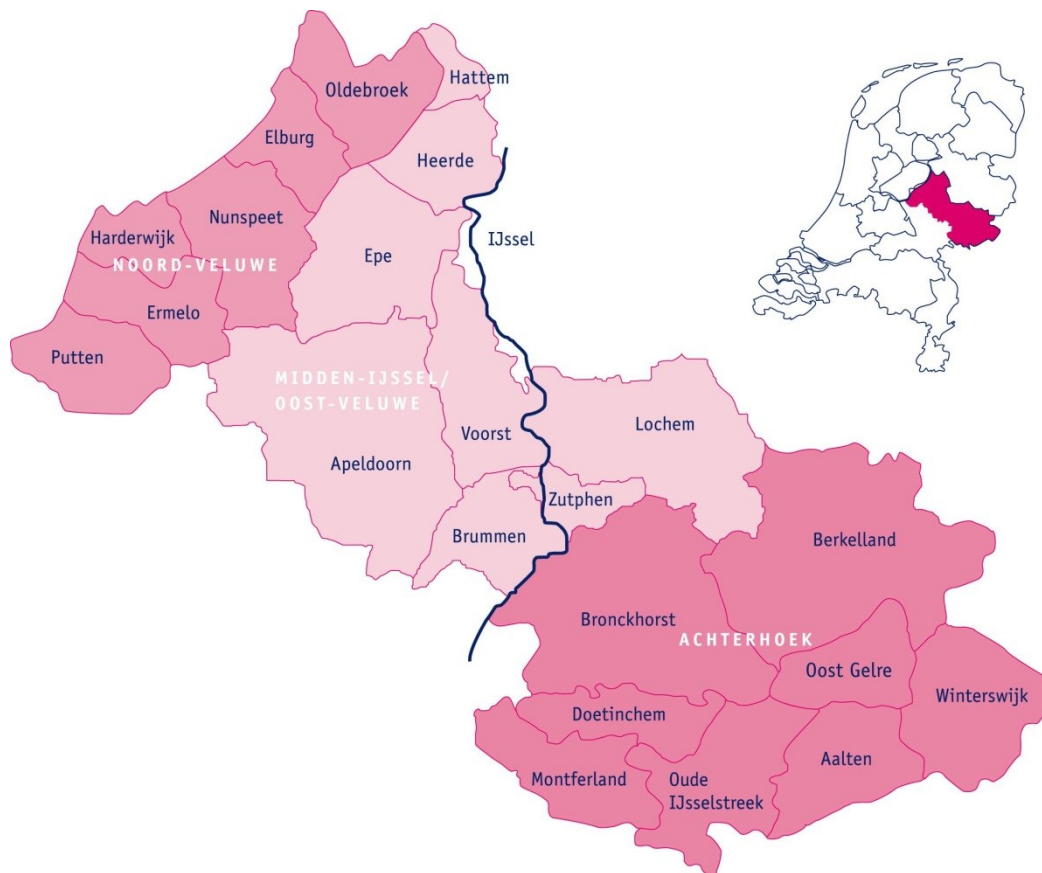 Hattem
Oldebroek
Elburg
Heerde
Nunspeet
Harderwijk
IJssel
Epe
NOORD-VELUWE
Ermelo
Putten
MIDDEN-IJSSEL/
OOST-VELUWE
Lochem
Voorst
Apeldoorn
Zutphen
Brummen
Berkelland
Bronckhorst
ACHTERHOEK
Oost Gelre
Winterswijk
Doetinchem
Aalten
Montferland
Oude
IJsselstreek